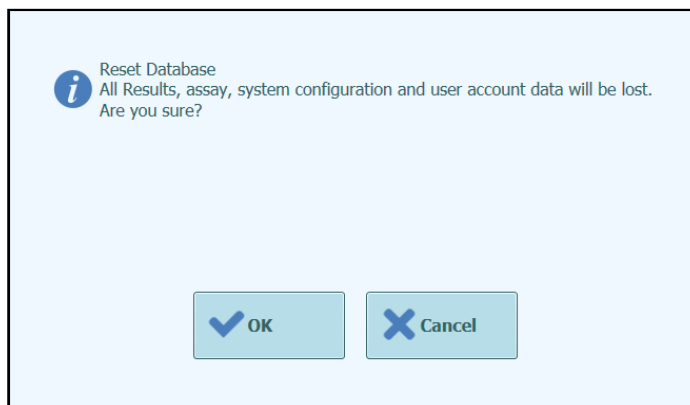 Reset Database
All Results, assay, system configuration and user account data will be lost.
Are you sure?
OK
Cancel